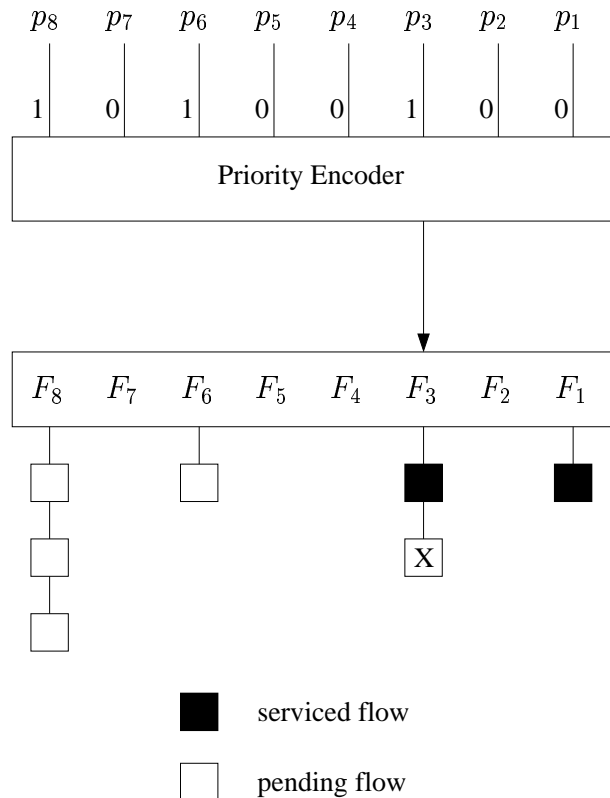 p8 p7 p6 p5 p4 p3 p2 p1
1 0 1 0 0 1 0 0
Priority Encoder
F8 F7 F6 F5 F4 F3 F2 F1
X
serviced flow
pending flow